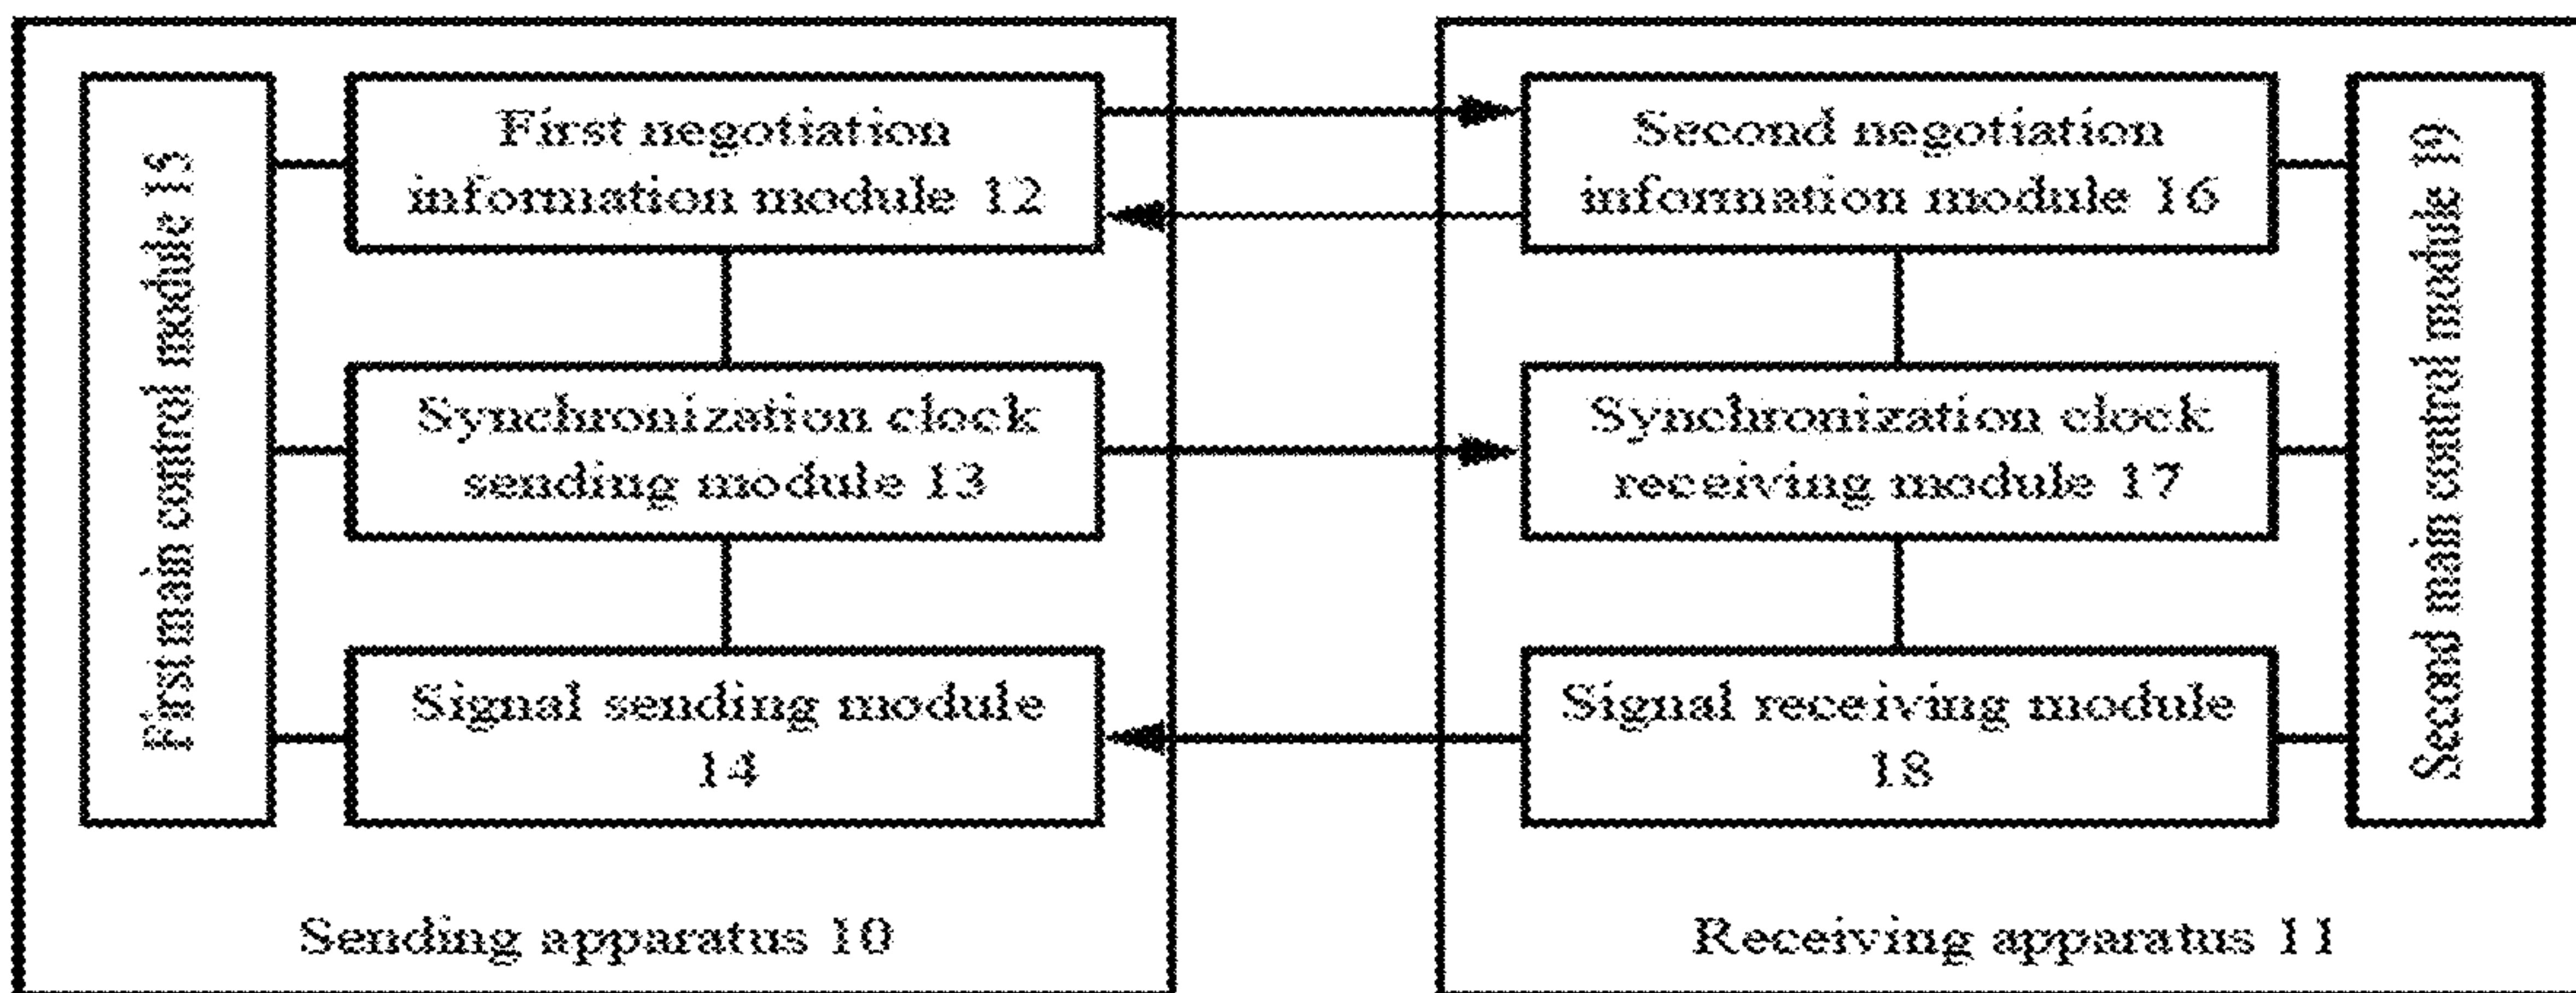 First main control module 15
First negotiation
information module 12
Synchronization clock
sending module 13
Signal sending module
14
Sending apparatus 10
Second negotiation
information module 16
Synchronization clock
receiving module 17
Signal receiving module
18
Second main control module 19
Receiving apparatus 11